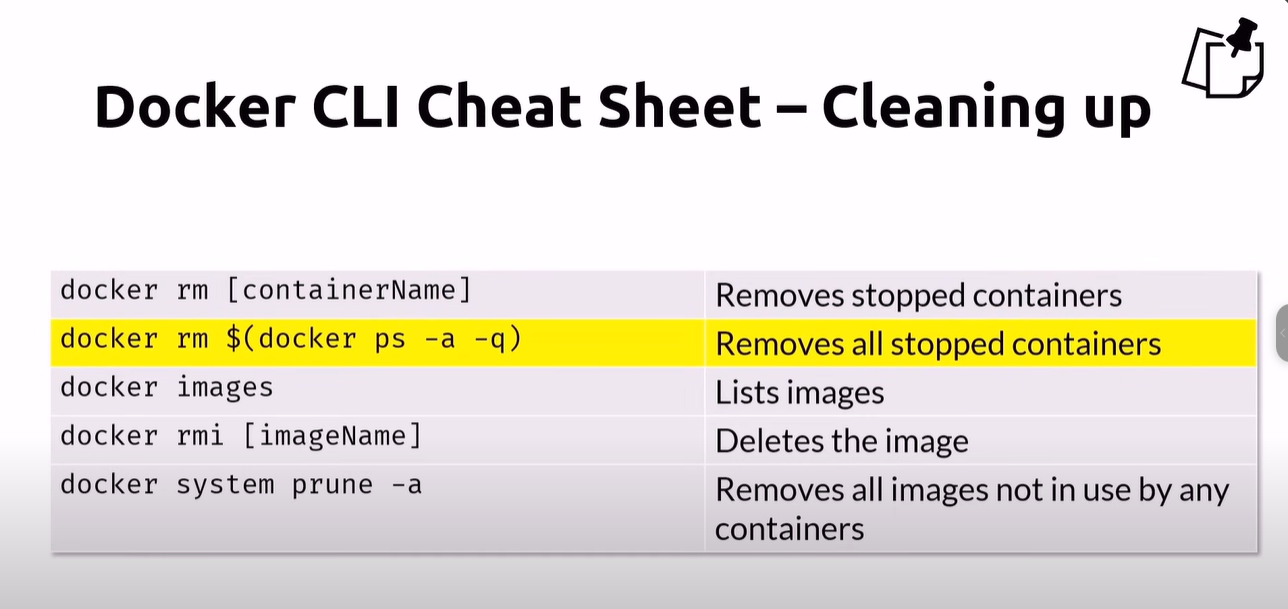 Docker CLI Cheat Sheet – Cleaning up
docker rm [containerName]
Removes stopped containers
docker rm $(docker ps -a -q)
Removes all stopped containers
docker images
Lists images
docker rmi [imageName]
Deletes the image
docker system prune -a
Removes all images not in use by any
containers